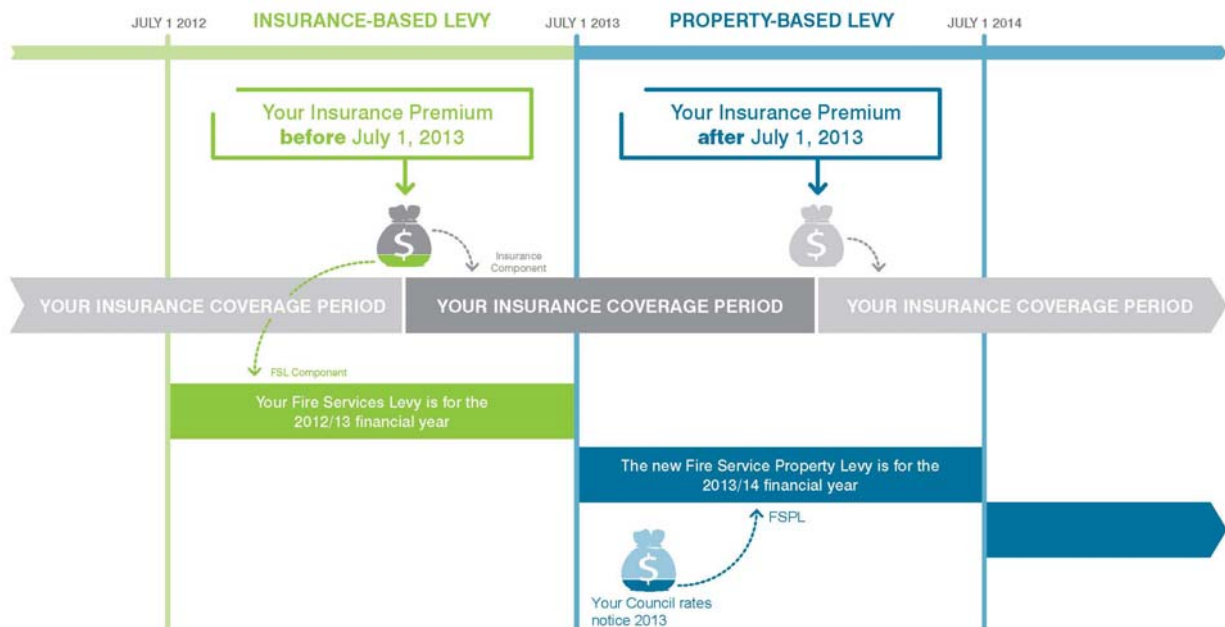 JULY 1 2012
INSURANCE-BASED LEVY
JULY 1 2013
PROPERTY-BASED LEVY
JULY 1 2014
Your Insurance Premium
before July 1, 2013
Your Insurance Premium
after July 1, 2013
$
Insurance
Component
$
YOUR INSURANCE COVERAGE PERIOD
YOUR INSURANCE COVERAGE PERIOD
YOUR INSURANCE COVERAGE PERIOD
FSL Component
Your Fire Services Levy is for the
2012/13 financial year
The new Fire Service Property Levy is for the
2013/14 financial year
FSPL
$
Your Council rates
notice 2013